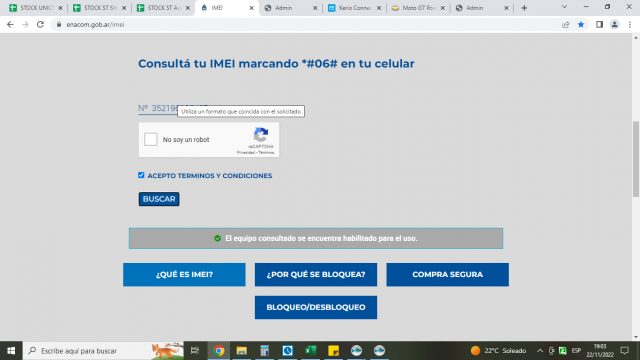 STOCK UNIC
STOCK ST SW
STOCK ST A
IMEI
Admin
Kerio Conne
Moto G7 Pow
Admin
enacom.gob.ar/imei
Consultá tu IMEI marcando *#06# en tu celular
Nº
Utiliza un formato que coincida con el solicitado
No soy un robot
reCAPTCHA
Privacidad - Términos
ACEPTO TERMINOS Y CONDICIONES
BUSCAR
El equipo consultado se encuentra habilitado para el uso.
¿QUÉ ES IMEI?
¿POR QUÉ SE BLOQUEA?
COMPRA SEGURA
BLOQUEO/DESBLOQUEO
Escribe aquí para buscar
22°C Soleado
ESP
19:03
22/11/2022